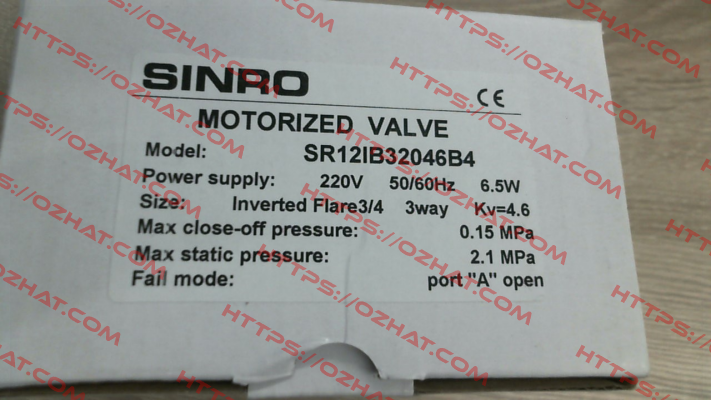 SINRO
CE
MOTORIZED VALVE
Model: SR12IB32046B4
Power supply: 220V 50/60Hz 6.5W
Size: Inverted Flare3/4 3way Kv=4.6
Max close-off pressure: 0.15 MPa
Max static pressure: 2.1 MPa
Fail mode: port "A" open
HTTPS://OZHAT.COM